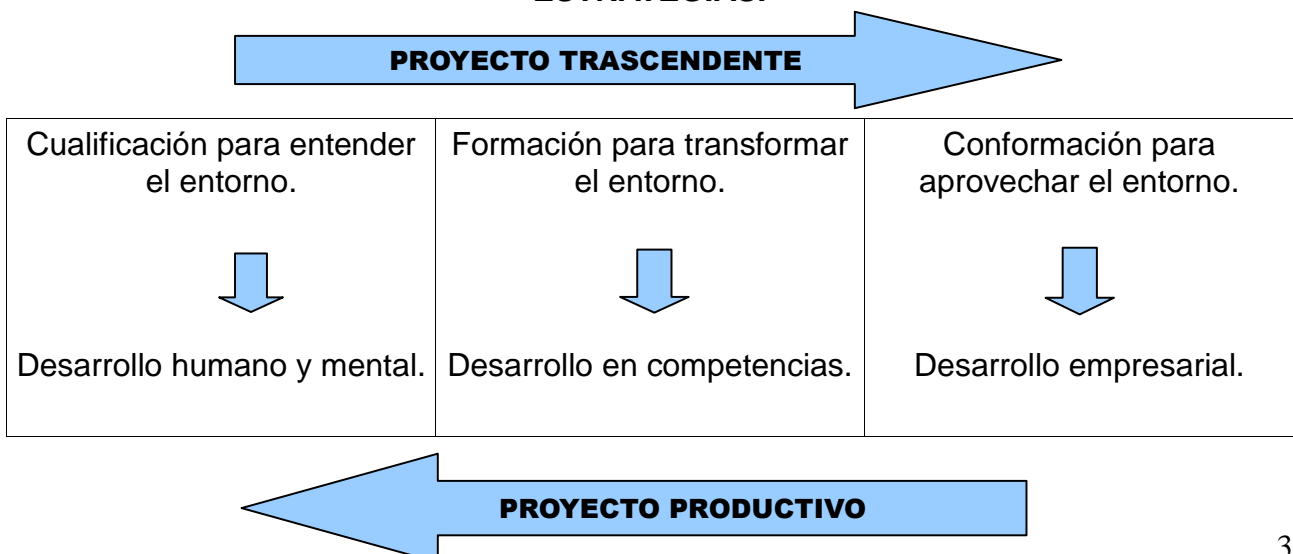 PROYECTO TRASCENDENTE
Cualificación para entender
el entorno.
Formación para transformar
el entorno.
Conformación para
aprovechar el entorno.
Desarrollo humano y mental.
Desarrollo en competencias.
Desarrollo empresarial.
PROYECTO PRODUCTIVO
3